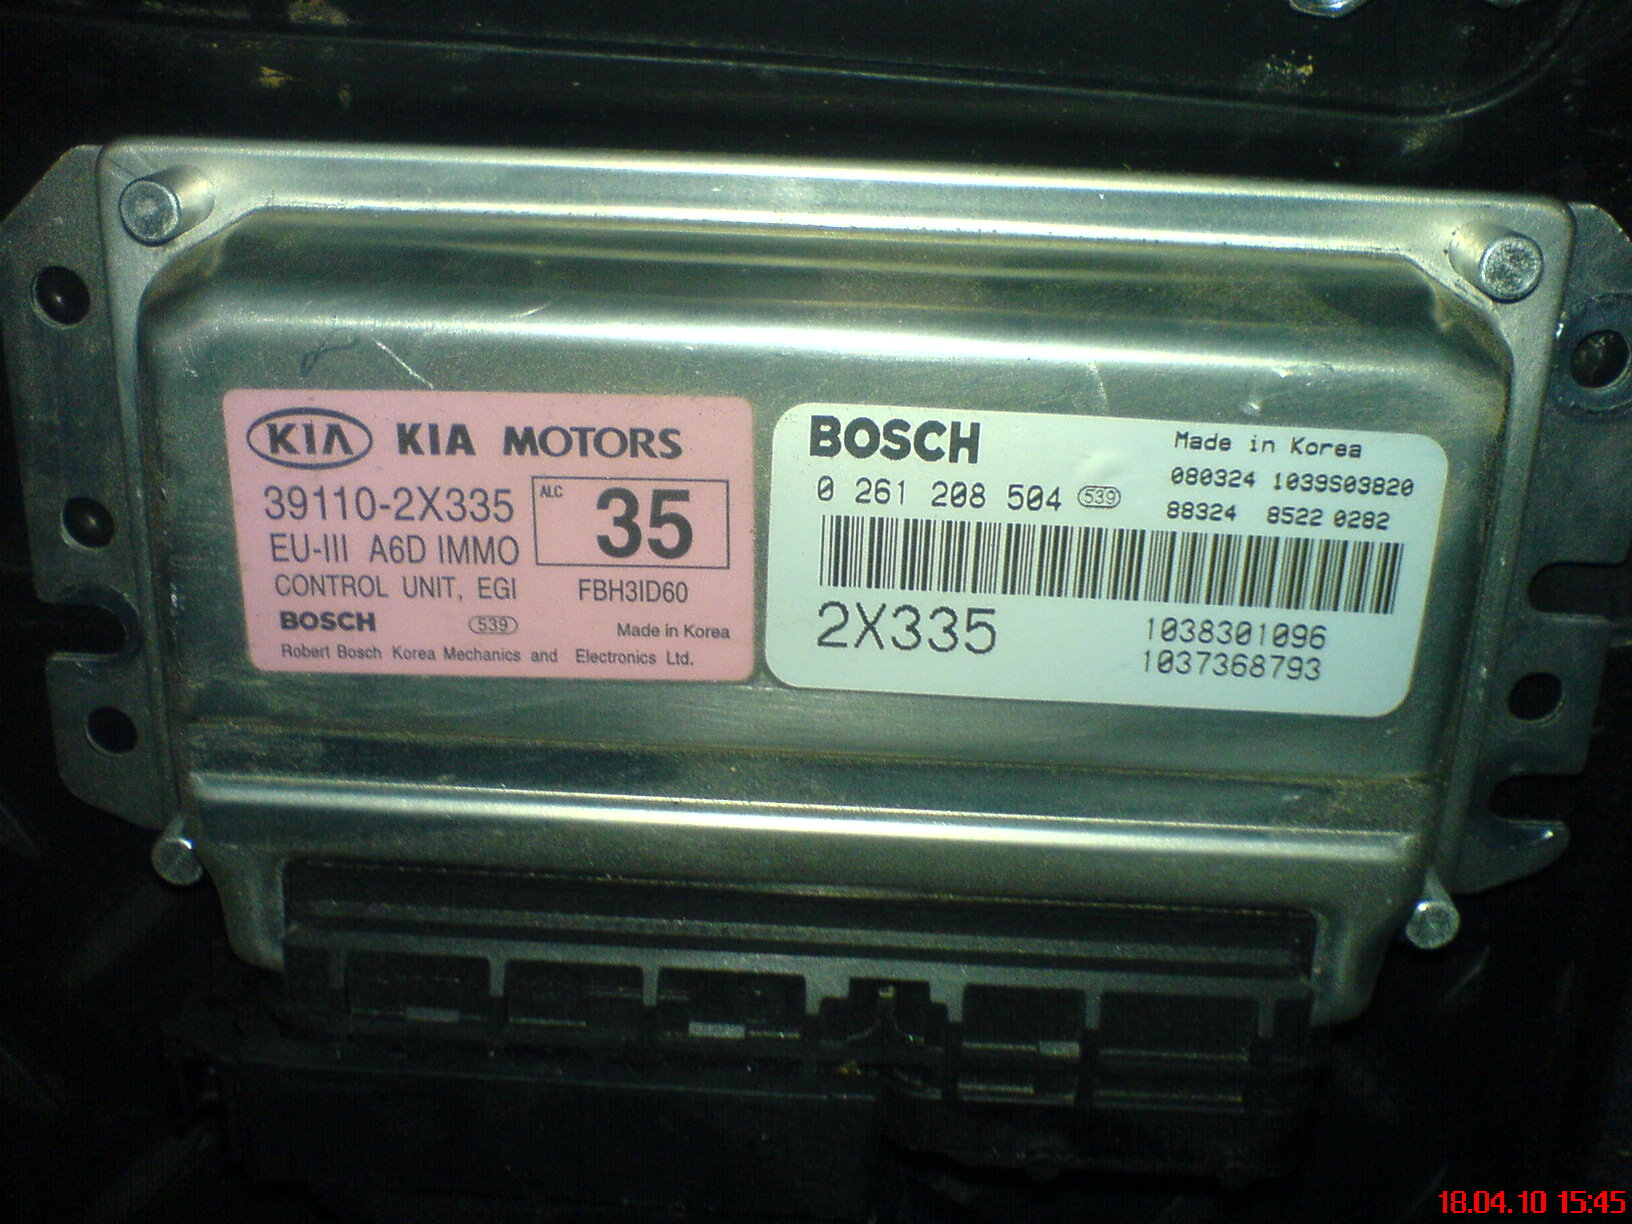 KIA KIA MOTORS
39110-2X335
ALC 35
EU-III A6D IMMO
CONTROL UNIT, EGI FBH3ID60
BOSCH 539 Made in Korea
Robert Bosch Korea Mechanics and Electronics Ltd.
BOSCH Made in Korea
0 261 208 504 539
080324 1039S03820
88324 8522 0282
2X335
1038301096
1037368793
18.04.10 15:45